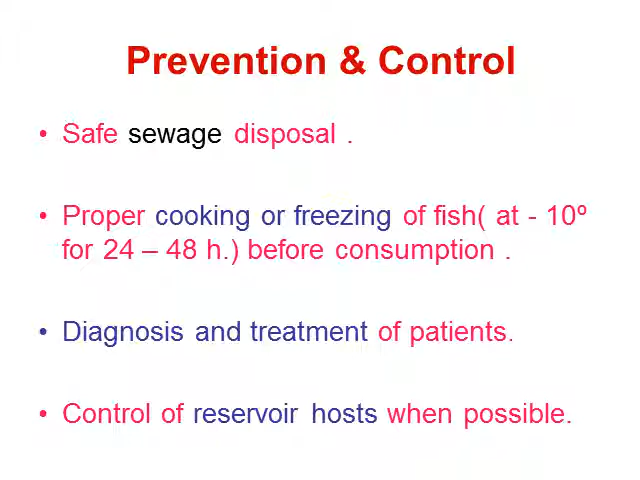 Prevention & Control
• Safe sewage disposal .
• Proper cooking or freezing of fish( at - 10º
for 24 – 48 h.) before consumption .
• Diagnosis and treatment of patients.
• Control of reservoir hosts when possible.